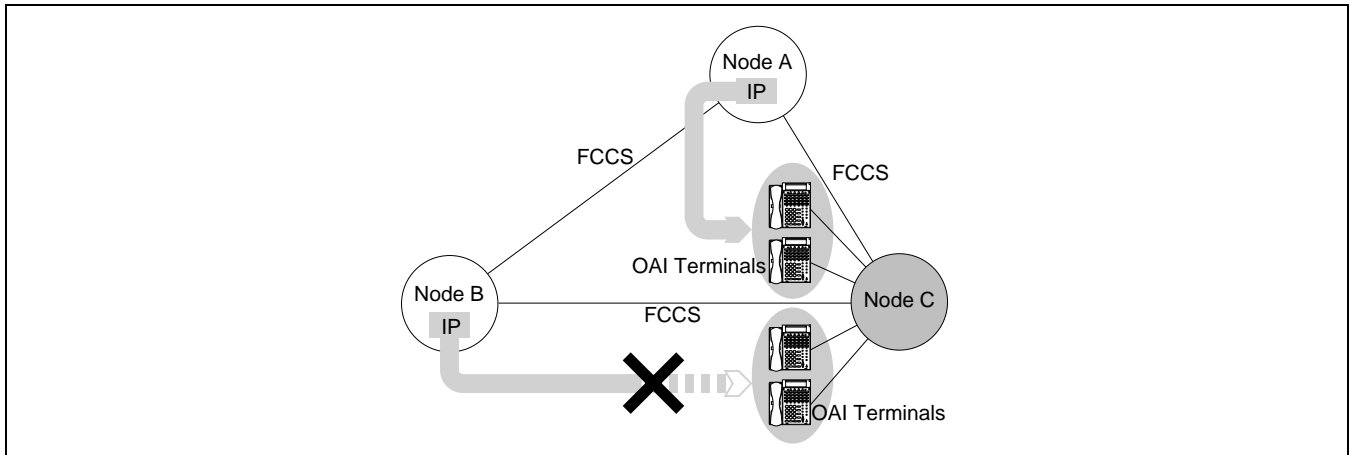 Node A
IP
FCCS
FCCS
OAI Terminals
Node B
IP
FCCS
Node C
OAI Terminals